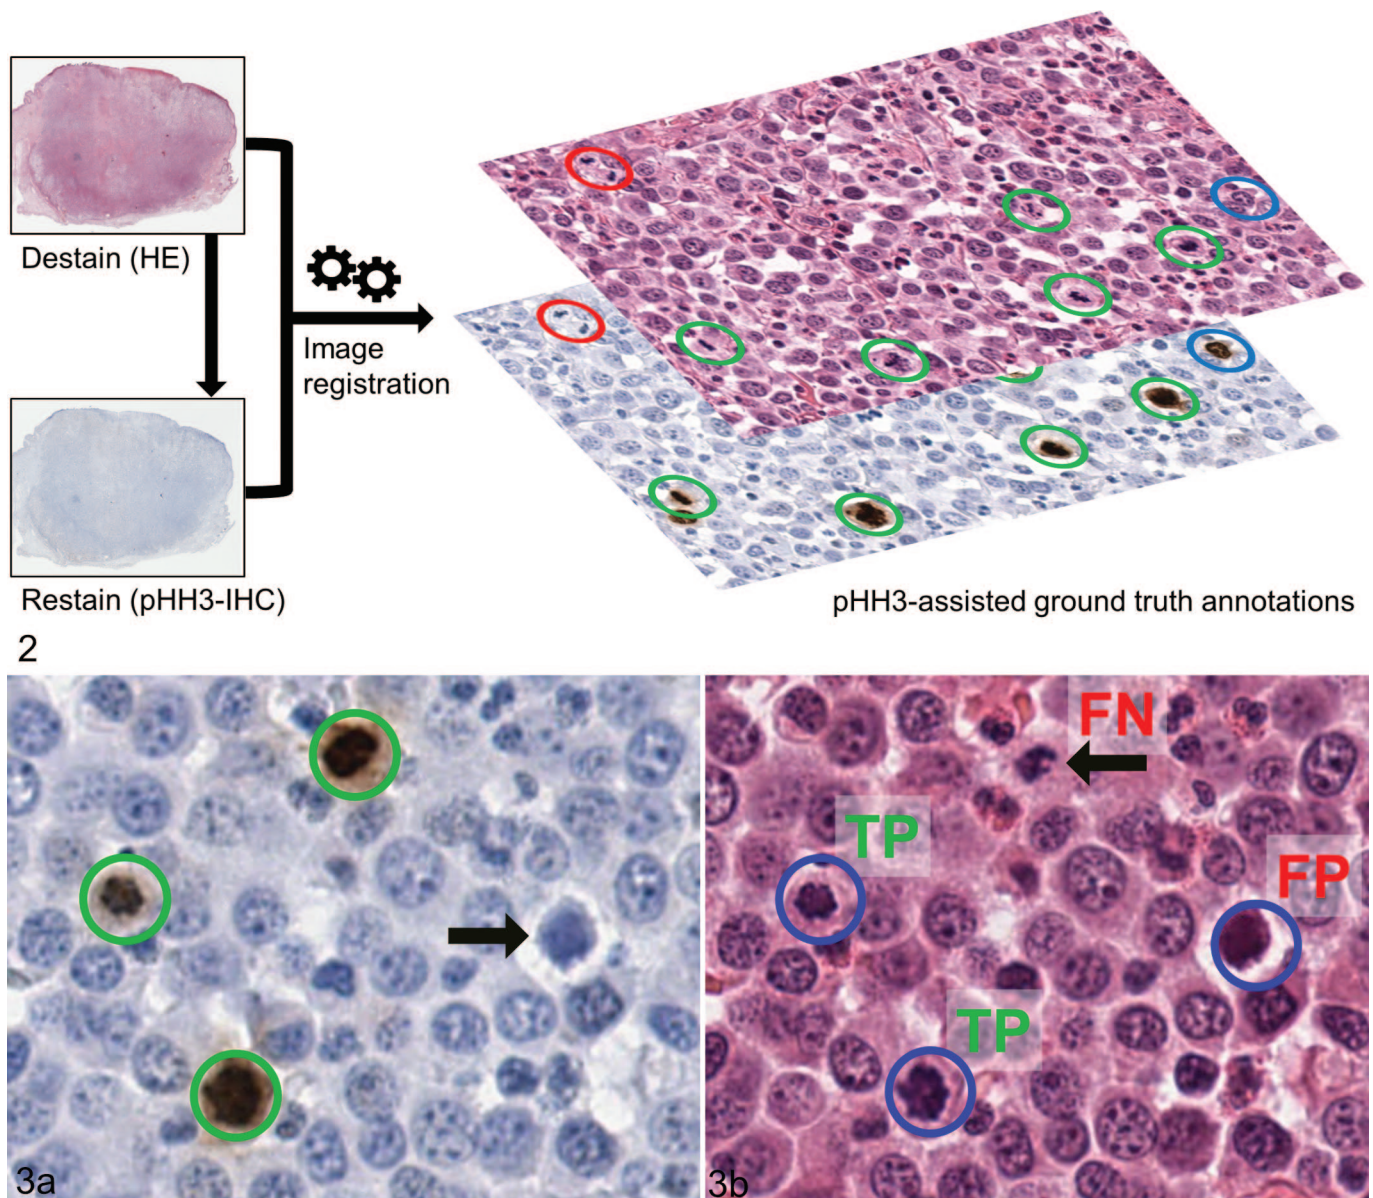 Destain (HE)
Image
registration
Restain (pHH3-IHC)
pHH3-assisted ground truth annotations
2
FN
TP
FP
TP
3a
3b